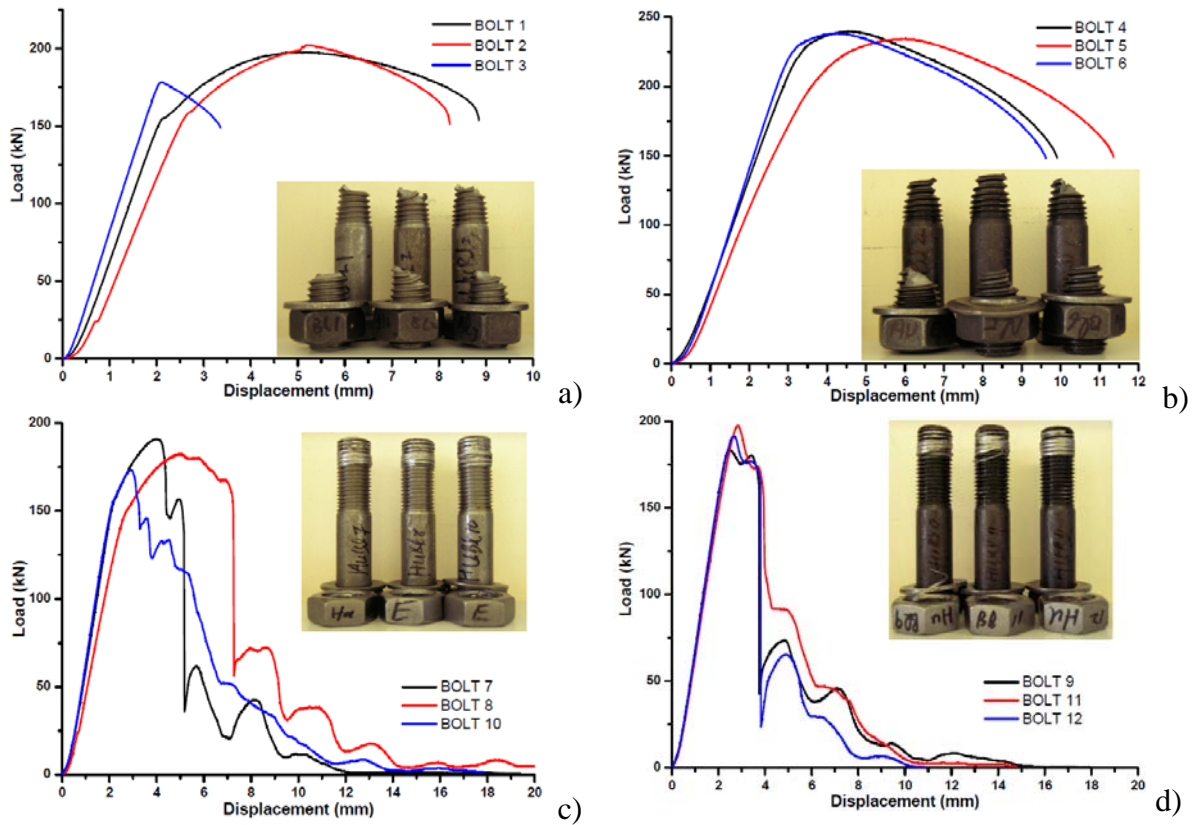 BOLT 1
BOLT 2
BOLT 3
Load (kN)
200
150
100
50
0
0 1 2 3 4 5 6 7 8 9 10
Displacement (mm)
a)
BOLT 4
BOLT 5
BOLT 6
Load (kN)
250
200
150
100
50
0
0 1 2 3 4 5 6 7 8 9 10 11 12
Displacement (mm)
b)
BOLT 7
BOLT 8
BOLT 10
Load (kN)
200
150
100
50
0
E E
0 2 4 6 8 10 12 14 16 18 20
Displacement (mm)
c)
BOLT 9
BOLT 11
BOLT 12
Load (kN)
200
150
100
50
0
0 2 4 6 8 10 12 14 16 18 20
Displacement (mm)
d)